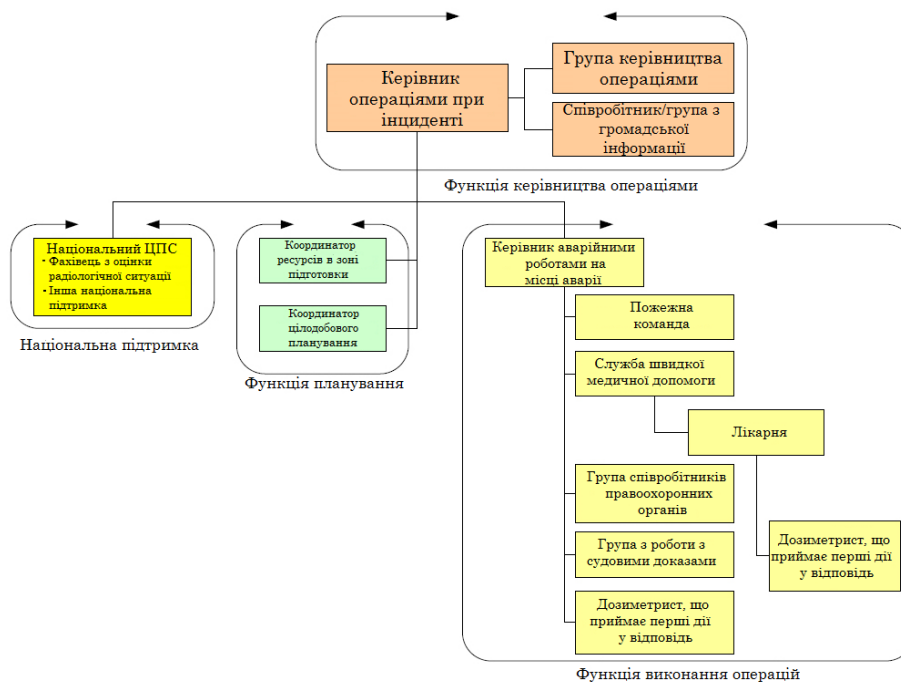 Керівник
операціями при
інциденті
Група керівництва
операціями
Співробітник/група з
громадської
інформації
Функція керівництва операціями
Національний ЦПС
· Фахівець з оцінки
радіологічної ситуації
· Інша національна
підтримка
Національна підтримка
Координатор
ресурсів в зоні
підготовки
Координатор
цілодобового
планування
Функція планування
Керівник аварійними
роботами на
місці аварії
Пожежна
команда
Служба швидкої
медичної допомоги
Лікарня
Група співробітників
правоохоронних
органів
Група з роботи з
судовими доказами
Дозиметрист, що
приймає перші дії
у відповідь
Дозиметрист, що
приймає перші дії
у відповідь
Функція виконання операцій